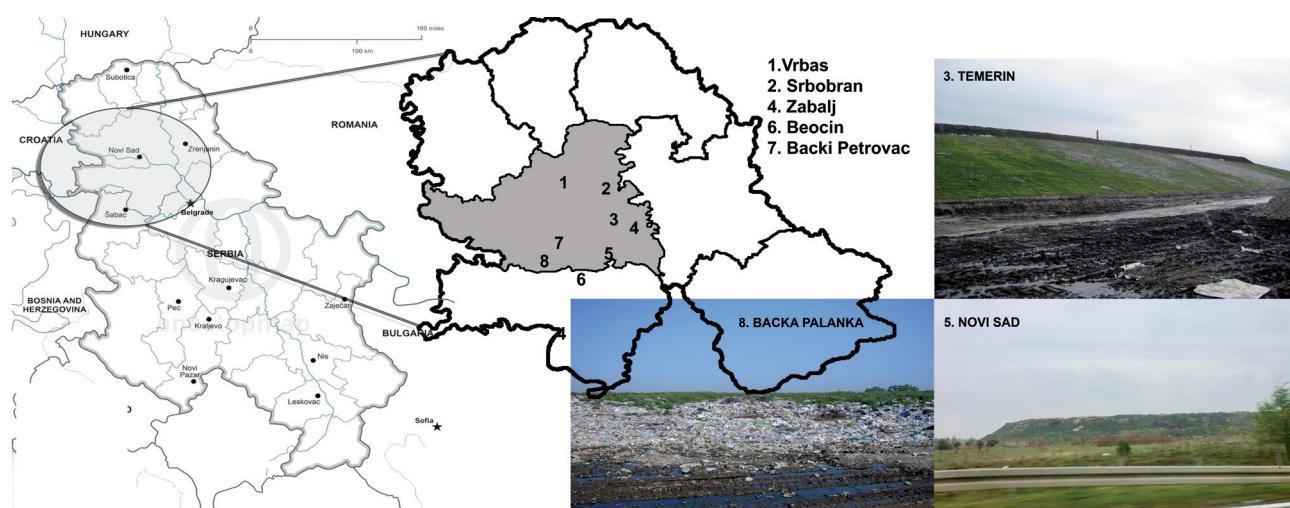 HUNGARY
0
100 miles
0
100 km
Subotica
CROATIA
ROMANIA
Novi Sad
Zrenjanin
Šabac
Belgrade
SERBIA
BOSNIA AND
HERZEGOVINA
Kragujevac
Pec
Zaječar
Kraljevo
BULGARIA
Nis
Novi
Pazar
Leskovac
Sofia
1.Vrbas
2. Srbobran
4. Zabalj
6. Beocin
7. Backi Petrovac
1
2
3
4
7
5
8
6
4
3. TEMERIN
8. BACKA PALANKA
5. NOVI SAD